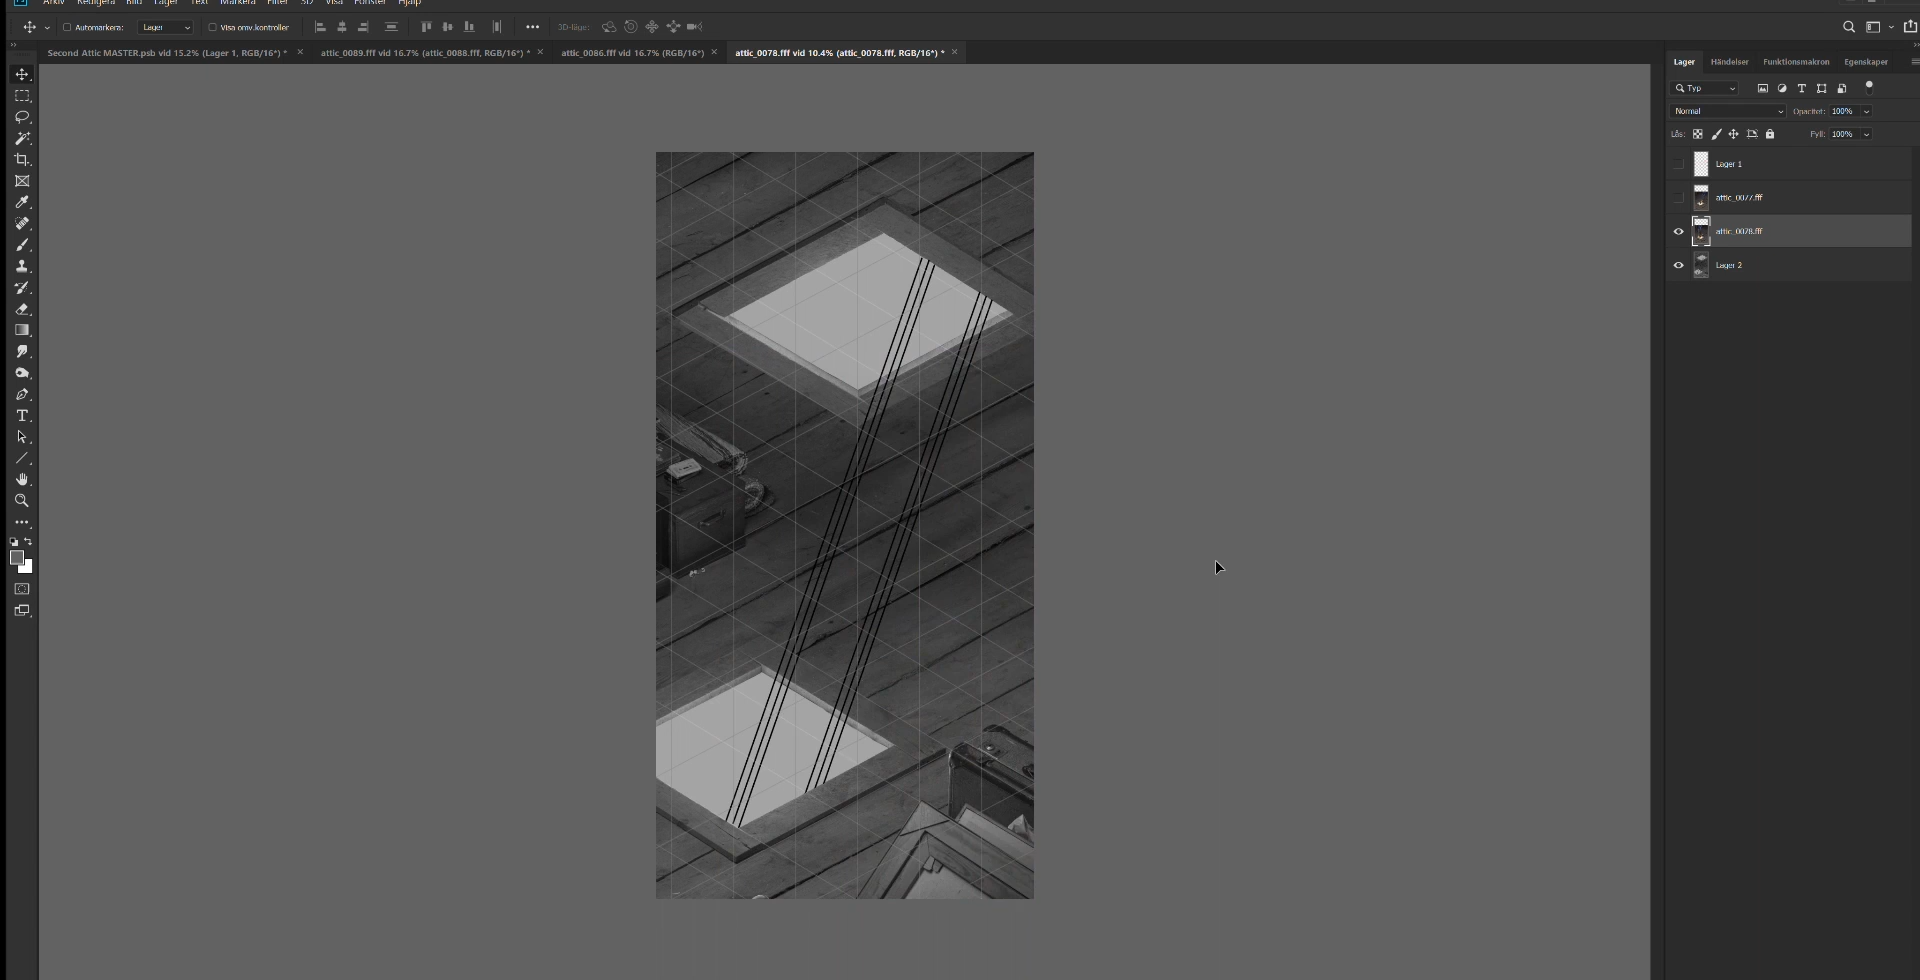 Arkiv Redigera Bild Lager Text Markera Filter 3D Visa Fönster Hjälp
Automarkera: Lager Visa omv.kontroller 3D-läge:
Second Attic MASTER.psb vid 15.2% (Lager 1, RGB/16*) * attic_0089.fff vid 16.7% (attic_0088.fff, RGB/16*) * attic_0086.fff vid 16.7% (RGB/16*) attic_0078.fff vid 10.4% (attic_0078.fff, RGB/16*) *
Lager Händelser Funktionsmakron Egenskaper
Typ
Normal Opacitet: 100%
Lås: Fyll: 100%
Lager 1
attic_0077.fff
attic_0078.fff
Lager 2